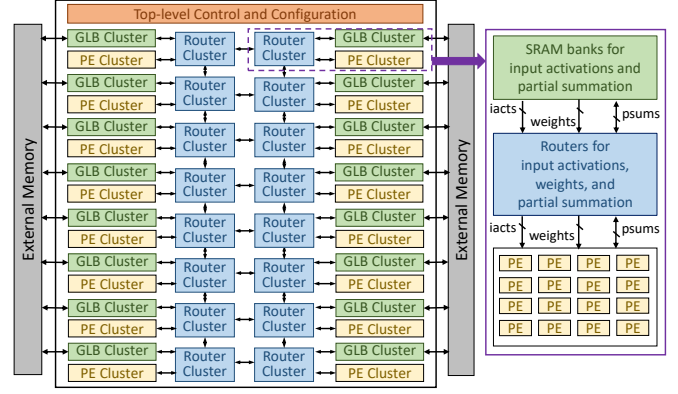 Top-level Control and Configuration
External Memory
GLB Cluster
PE Cluster
Router
Cluster
Router
Cluster
GLB Cluster
PE Cluster
GLB Cluster
PE Cluster
Router
Cluster
Router
Cluster
GLB Cluster
PE Cluster
GLB Cluster
PE Cluster
Router
Cluster
Router
Cluster
GLB Cluster
PE Cluster
GLB Cluster
PE Cluster
Router
Cluster
Router
Cluster
GLB Cluster
PE Cluster
GLB Cluster
PE Cluster
Router
Cluster
Router
Cluster
GLB Cluster
PE Cluster
GLB Cluster
PE Cluster
Router
Cluster
Router
Cluster
GLB Cluster
PE Cluster
GLB Cluster
PE Cluster
Router
Cluster
Router
Cluster
GLB Cluster
PE Cluster
GLB Cluster
PE Cluster
Router
Cluster
Router
Cluster
GLB Cluster
PE Cluster
External Memory
SRAM banks for
input activations and
partial summation
iacts weights psums
Routers for
input activations,
weights, and
partial summation
iacts weights psums
PE PE PE PE
PE PE PE PE
PE PE PE PE
PE PE PE PE